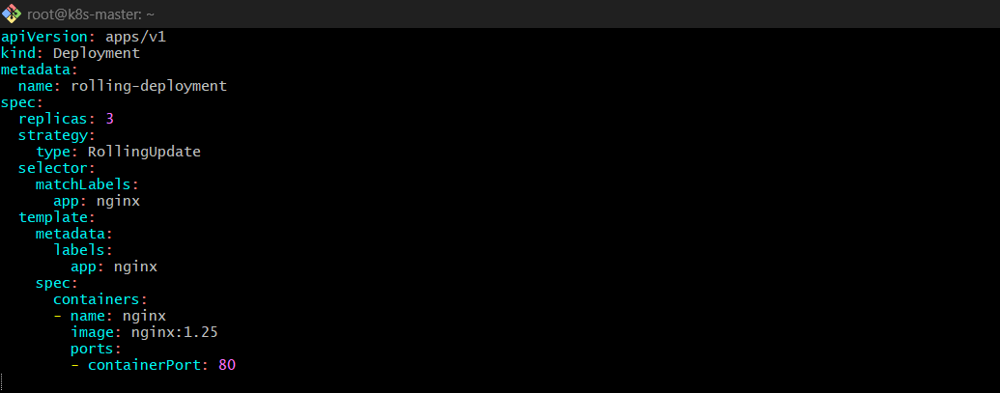 root@k8s-master: ~
apiVersion: apps/v1
kind: Deployment
metadata:
  name: rolling-deployment
spec:
  replicas: 3
  strategy:
    type: RollingUpdate
  selector:
    matchLabels:
      app: nginx
  template:
    metadata:
      labels:
        app: nginx
    spec:
      containers:
      - name: nginx
        image: nginx:1.25
        ports:
        - containerPort: 80